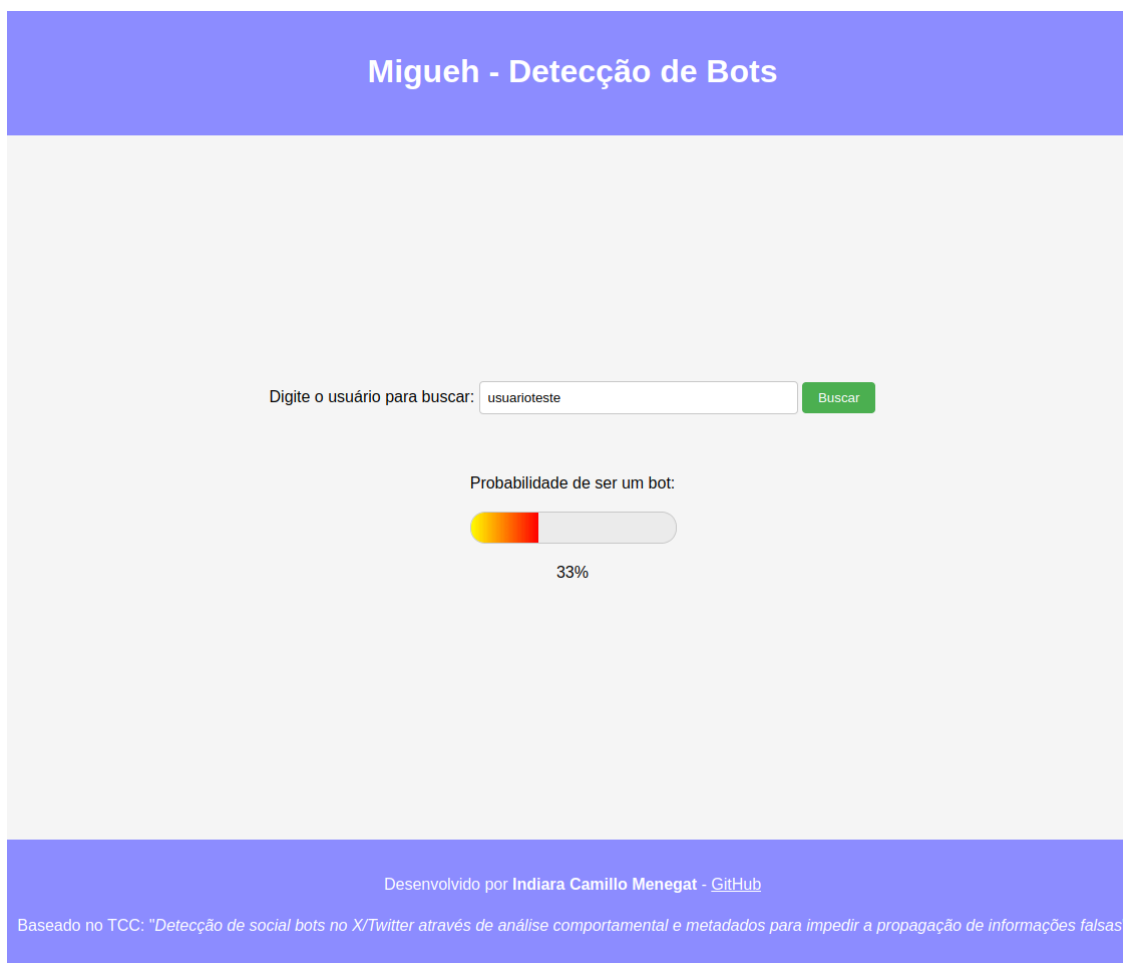 Migueh - Detecção de Bots
Digite o usuário para buscar: usuarioteste Buscar
Probabilidade de ser um bot:
33%
Desenvolvido por Indiara Camillo Menegat - GitHub
Baseado no TCC: "Detecção de social bots no X/Twitter através de análise comportamental e metadados para impedir a propagação de informações falsas"